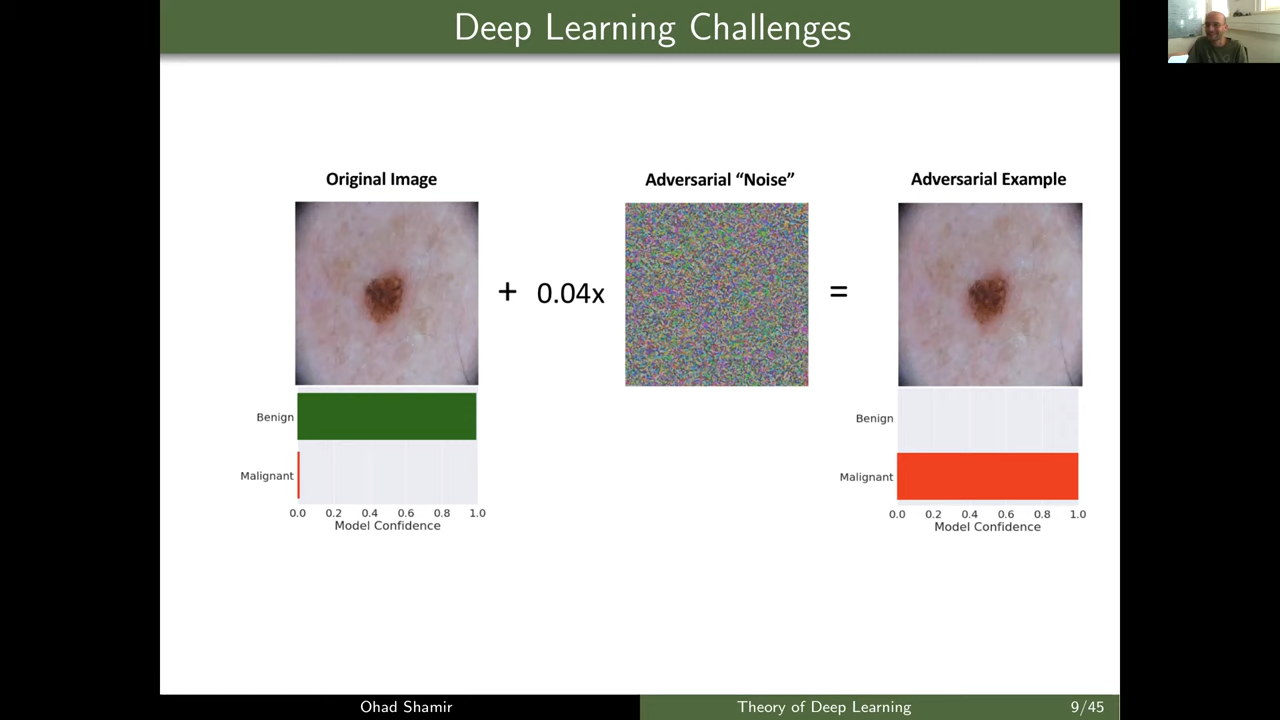 Deep Learning Challenges
Original Image
Adversarial “Noise”
Adversarial Example
+ 0.04x
=
Benign
Malignant
0.0 0.2 0.4 0.6 0.8 1.0
Model Confidence
Benign
Malignant
0.0 0.2 0.4 0.6 0.8 1.0
Model Confidence
Ohad Shamir
Theory of Deep Learning
9/45